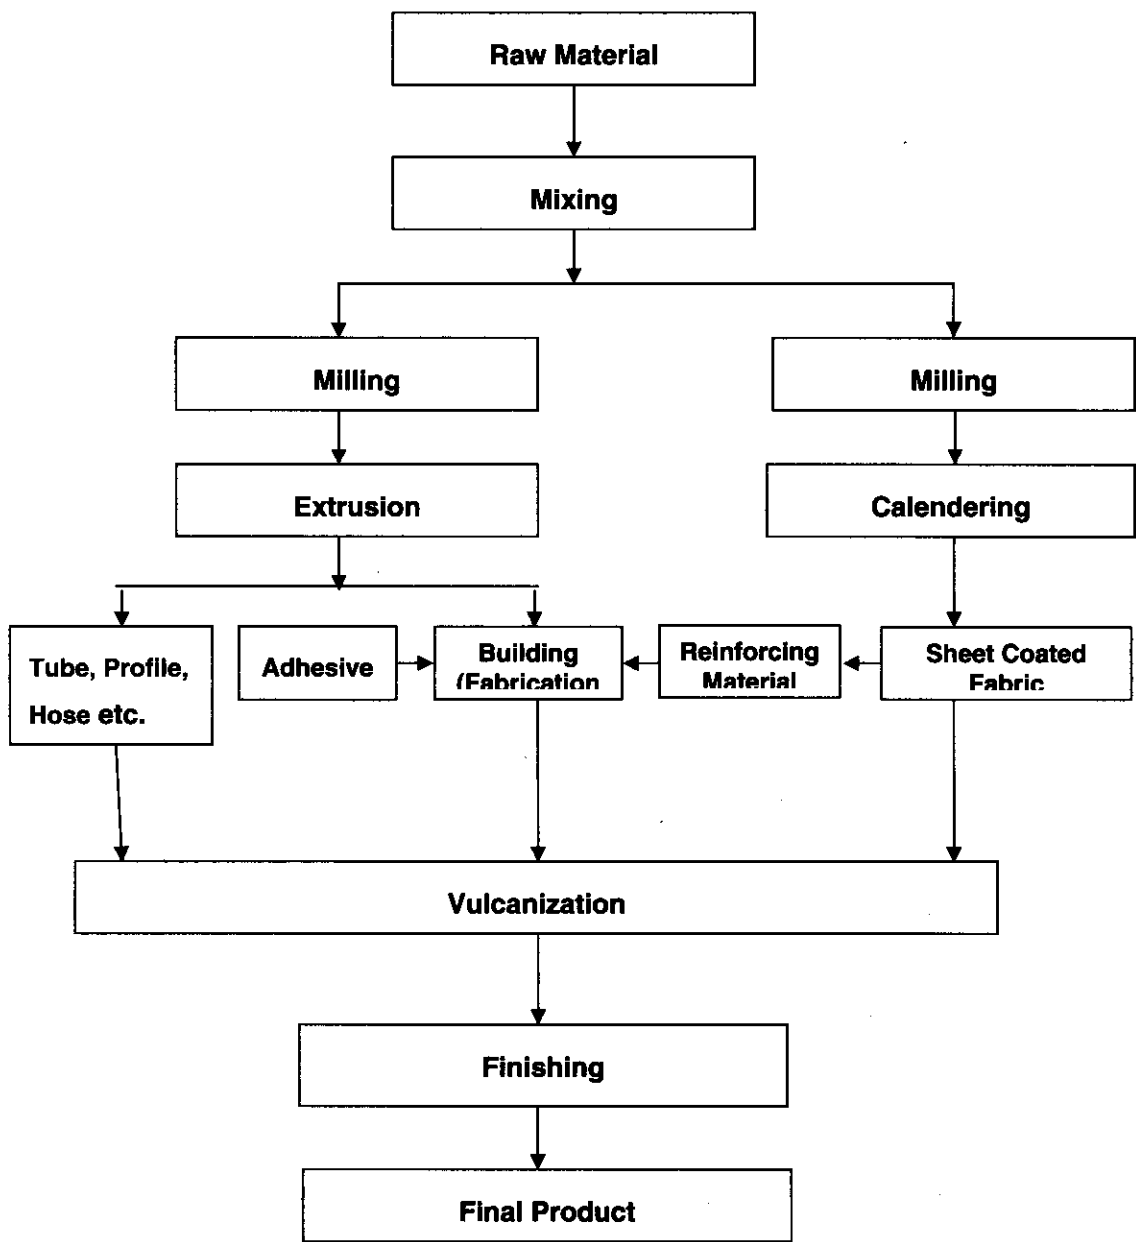 Raw Material
Mixing
Milling
Milling
Extrusion
Calendering
Tube, Profile,
Hose etc.
Adhesive
Building
(Fabrication
Reinforcing
Material
Sheet Coated
Fabric
Vulcanization
Finishing
Final Product